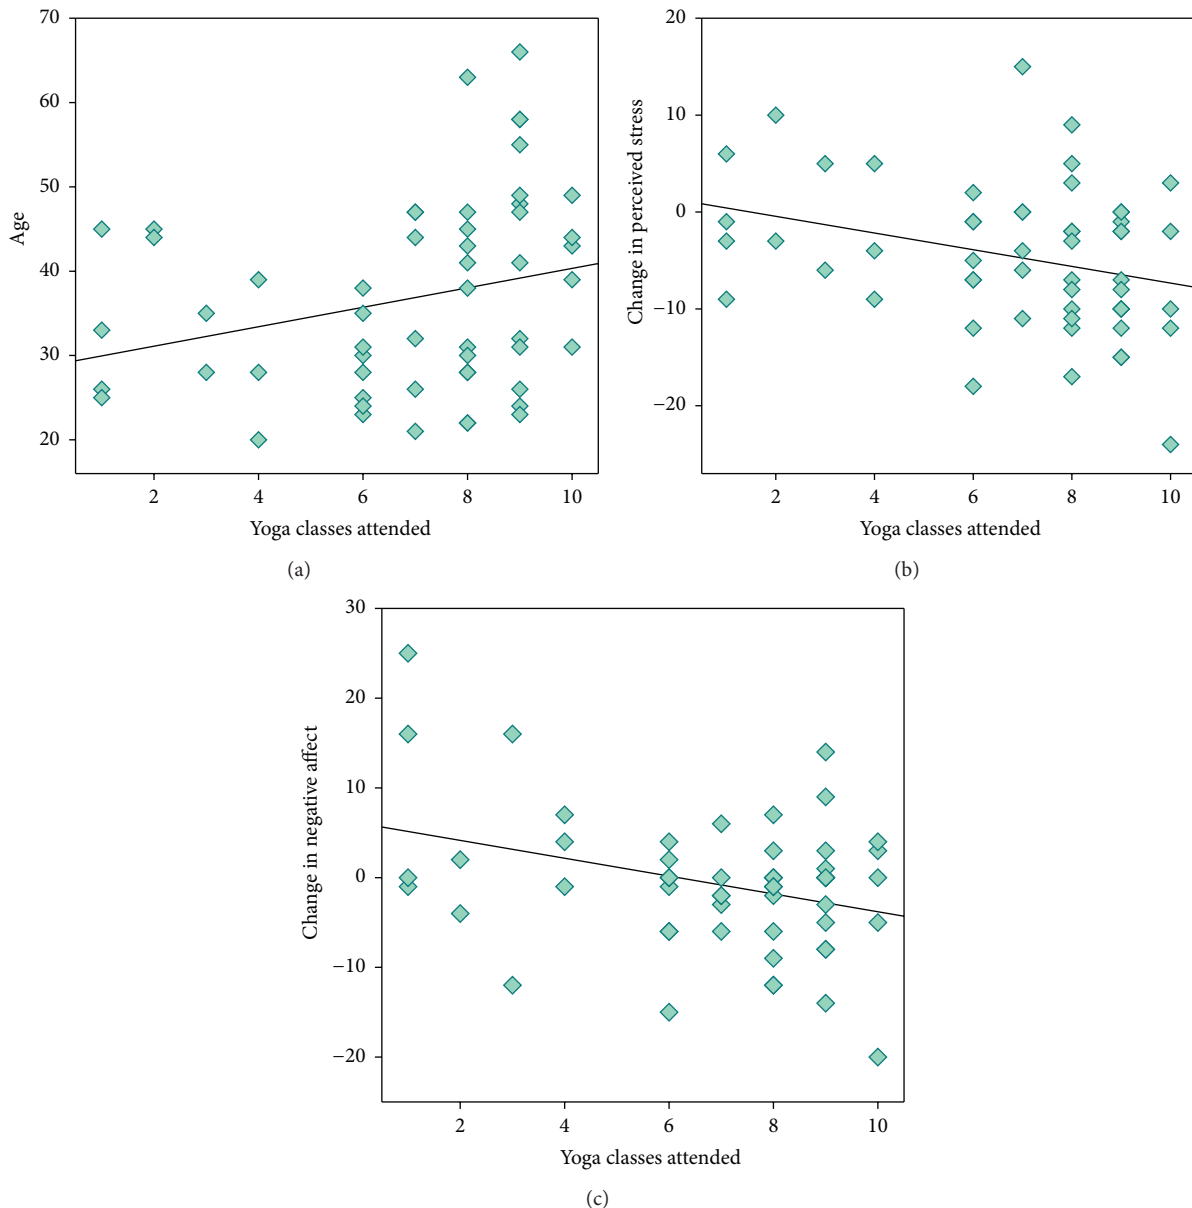 70
60
50
40
30
20
Age
2 4 6 8 10
Yoga classes attended
(a)
20
10
0
−10
−20
Change in perceived stress
2 4 6 8 10
Yoga classes attended
(b)
30
20
10
0
−10
−20
Change in negative affect
2 4 6 8 10
Yoga classes attended
(c)